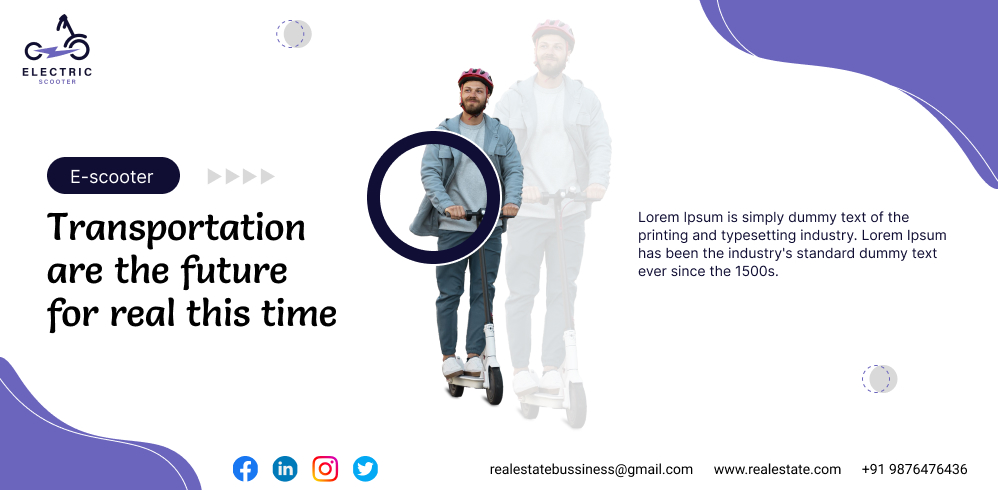 ELECTRIC
SCOOTER
E-scooter
Transportation
are the future
for real this time
Lorem Ipsum is simply dummy text of the
printing and typesetting industry. Lorem Ipsum
has been the industry's standard dummy text
ever since the 1500s.
realestatebussiness@gmail.com www.realestate.com +91 9876476436